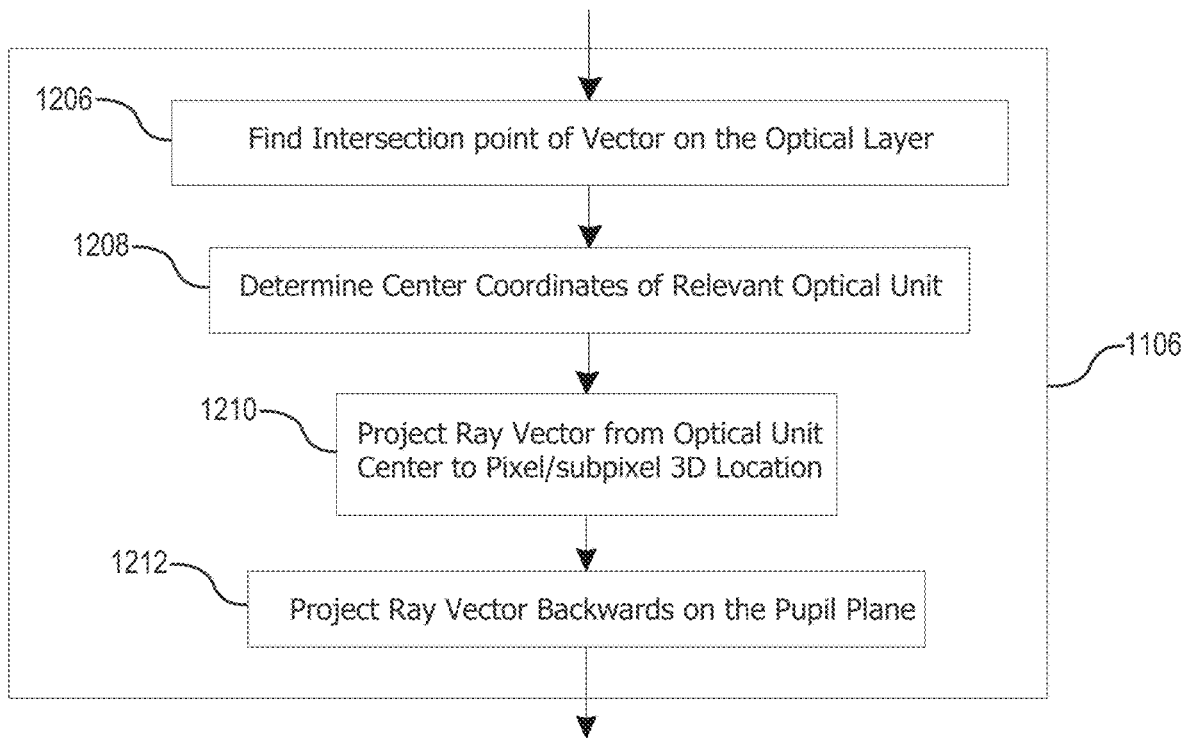 1206
Find Intersection point of Vector on the Optical Layer
1208
Determine Center Coordinates of Relevant Optical Unit
1106
1210
Project Ray Vector from Optical Unit
Center to Pixel/subpixel 3D Location
1212
Project Ray Vector Backwards on the Pupil Plane